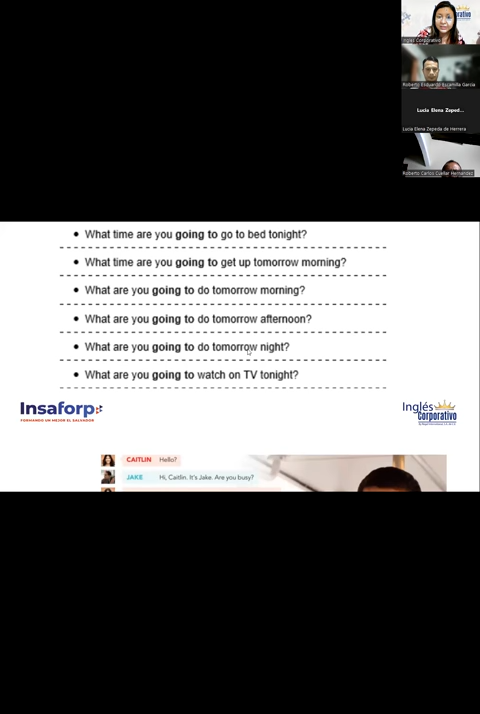 Corporativo
Inglés Corporativo
Roberto Eduardo Escamilla Garcia
Lucia Elena Zeped...
Lucia Elena Zepeda de Herrera
Roberto Carlos Cuellar Hernandez
• What time are you going to go to bed tonight?
• What time are you going to get up tomorrow morning?
• What are you going to do tomorrow morning?
• What are you going to do tomorrow afternoon?
• What are you going to do tomorrow night?
• What are you going to watch on TV tonight?
Insaforp
FORMANDO UN MEJOR EL SALVADOR
Inglés
Corporativo
CAITLIN Hello?
JAKE Hi, Caitlin. It's Jake. Are you busy?